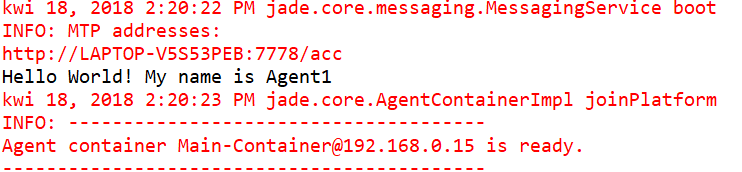 kwi 18, 2018 2:20:22 PM jade.core.messaging.MessagingService boot
INFO: MTP addresses:
http://LAPTOP-V5S53PEB:7778/acc
Hello World! My name is Agent1
kwi 18, 2018 2:20:23 PM jade.core.AgentContainerImpl joinPlatform
INFO: --------------------------------------
Agent container Main-Container@192.168.0.15 is ready.
--------------------------------------------